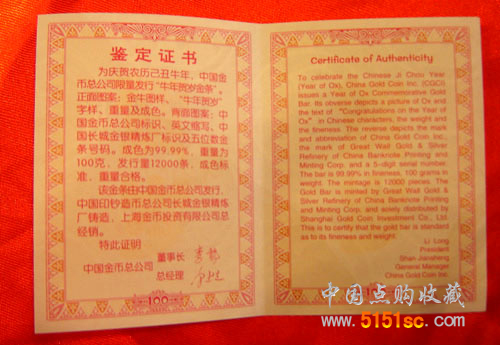 鉴定证书
为庆贺农历己丑牛年，中国金
币总公司限量发行“牛年贺岁金条”。
正面图案：金牛图样、“牛年贺岁”
字样、重量及成色。背面图案：中
国金币总公司标识、英文缩写、中
国长城金银精炼厂标识及五位数金
条号码。成色为99.99%，重量为
100克，发行量12000条，成色标
准，重量合格。
该金条由中国金币总公司发行，
中国印钞造币总公司长城金银精炼
厂铸造，上海金币投资有限公司总
经销。
特此证明
董事长
中国金币总公司
总经理
100
Certificate of Authenticity
To celebrate the Chinese Ji Chou Year
(Year of Ox), China Gold Coin Inc. (CGCI)
issues a Year of Ox Commemorative Gold
Bar. Its obverse depicts a picture of Ox and
the text of "Congratulations on the Year of
Ox" in Chinese characters, the weight and
the fineness. The reverse depicts the mark
and abbreviation of China Gold Coin Inc.,
the mark of Great Wall Gold & Silver
Refinery of China Banknote Printing and
Minting Corp, and a 5-digit serial number.
The bar is 99.99% in fineness, 100 grams in
weight. The mintage is 12000 pieces. The
Gold Bar is minted by Great Wall Gold &
Silver Refinery of China Banknote Printing
and Minting Corp, and solely distributed by
Shanghai Gold Coin Investment Co., Ltd.
This is to certify that the gold bar is standard
as to its fineness and weight.
Li Long
President
Shan Jiansheng
General Manager
China Gold Coin Inc.
中国点购收藏
www.5151sc.com